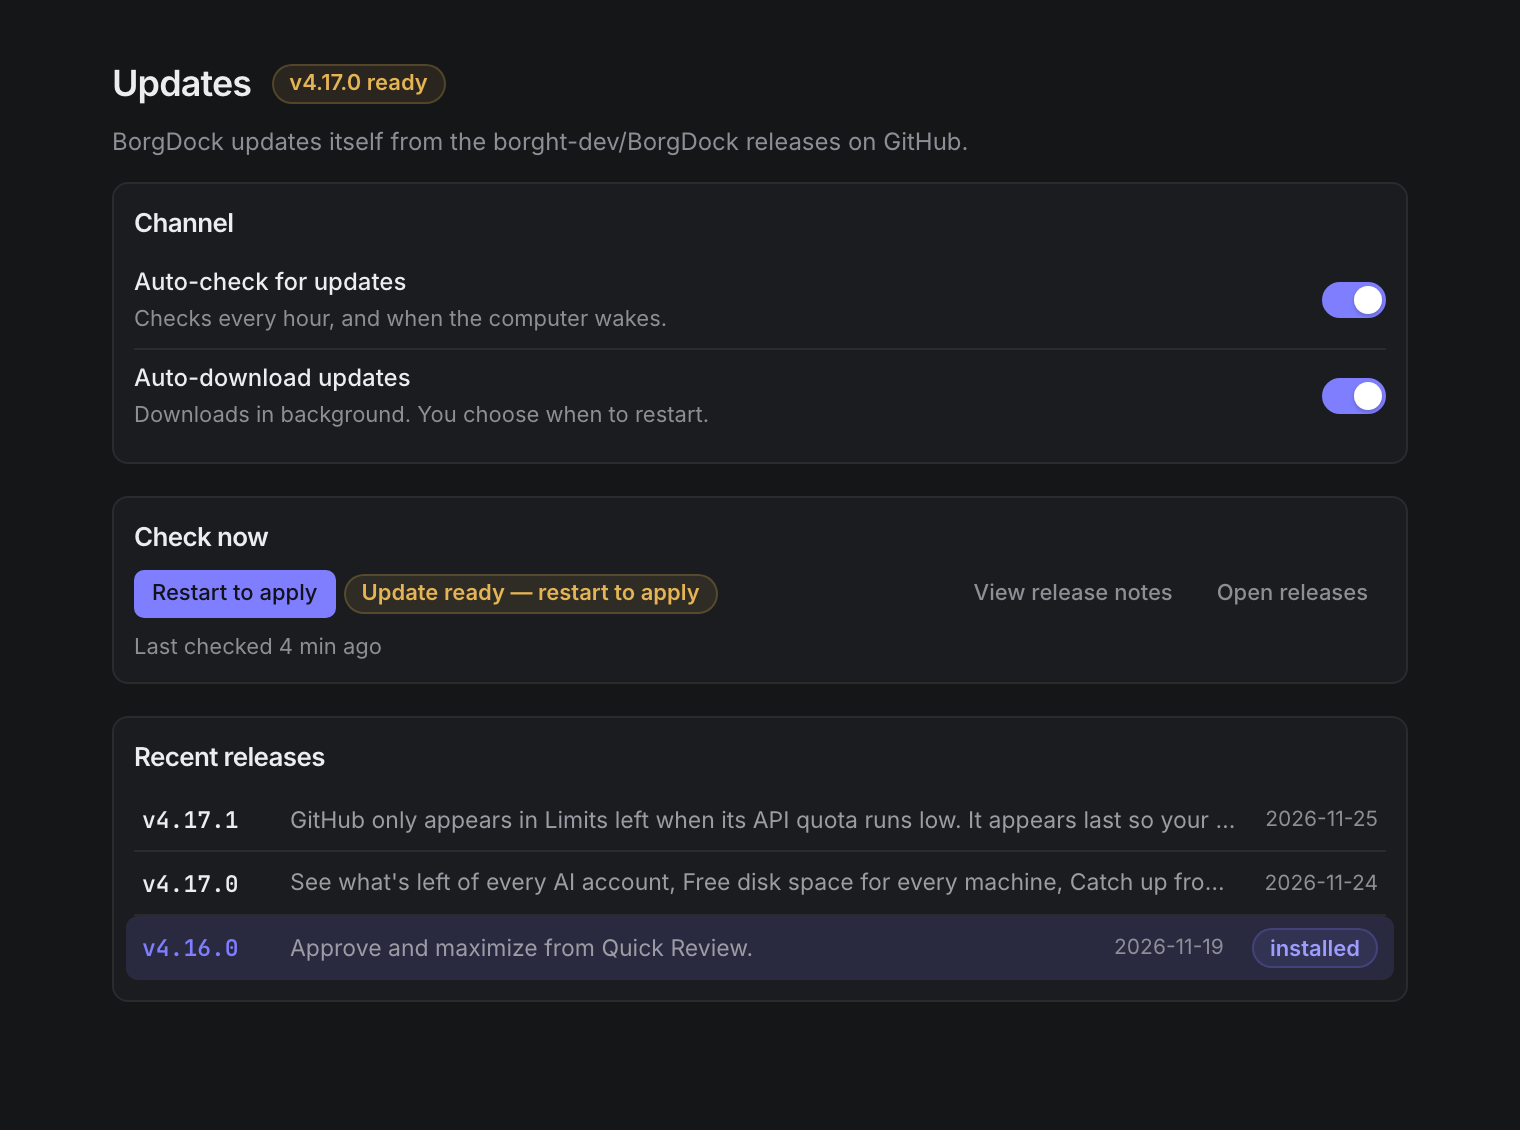 Updates
v4.17.0 ready
BorgDock updates itself from the borght-dev/BorgDock releases on GitHub.
Channel
Auto-check for updates
Checks every hour, and when the computer wakes.
Auto-download updates
Downloads in background. You choose when to restart.
Check now
Restart to apply
Update ready — restart to apply
View release notes
Open releases
Last checked 4 min ago
Recent releases
v4.17.1 GitHub only appears in Limits left when its API quota runs low. It appears last so your ... 2026-11-25
v4.17.0 See what's left of every AI account, Free disk space for every machine, Catch up fro... 2026-11-24
v4.16.0 Approve and maximize from Quick Review. 2026-11-19 installed